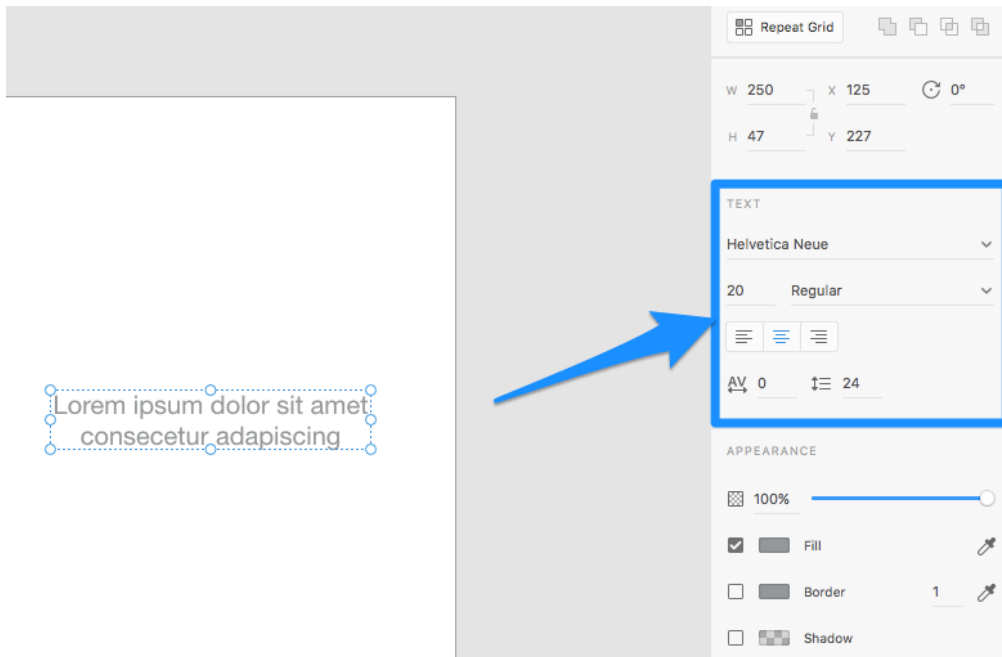 Repeat Grid
W 250 X 125 0°
H 47 Y 227
TEXT
Helvetica Neue
20 Regular
AV 0 24
Lorem ipsum dolor sit amet
consecetur adapiscing
APPEARANCE
100%
Fill
Border 1
Shadow